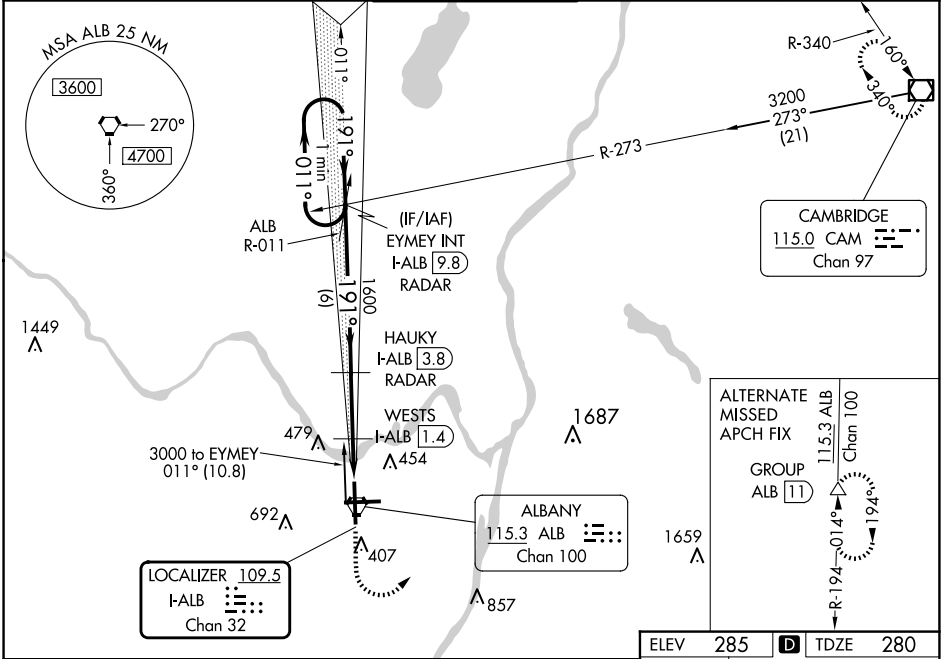 MSA ALB 25 NM
3600
270°
4700
360°
011°
191°
1 min
011°
ALB
R-011
(IF/IAF)
EYMEY INT
I-ALB 9.8
RADAR
1600
191°
(6)
R-340
160°
340°
3200
273°
(21)
R-273
CAMBRIDGE
115.0 CAM
Chan 97
1449
HAUKY
I-ALB 3.8
RADAR
WESTS
I-ALB 1.4
479
454
1687
3000 to EYMEY
011° (10.8)
692
407
ALBANY
115.3 ALB
Chan 100
1659
857
LOCALIZER 109.5
I-ALB
Chan 32
ALTERNATE
MISSED
APCH FIX
115.3 ALB
Chan 100
GROUP
ALB 11
014°
194°
R-194
ELEV 285 D TDZE 280